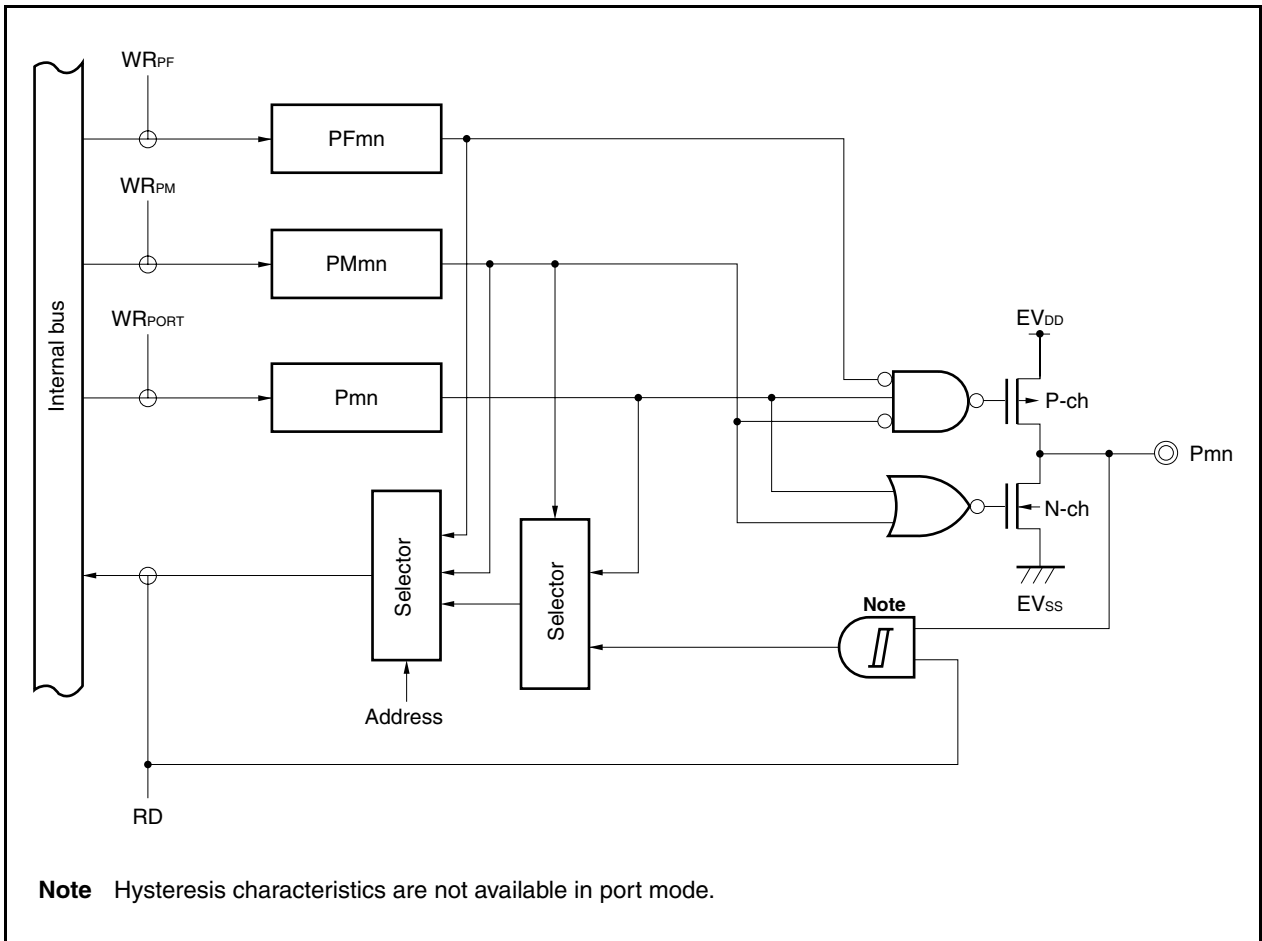 WRPF
PFmn
WRPM
PMmn
WRPORT
Pmn
Internal bus
EVDD
P-ch
Pmn
N-ch
EVSS
Selector
Selector
Note
Address
RD
Note Hysteresis characteristics are not available in port mode.